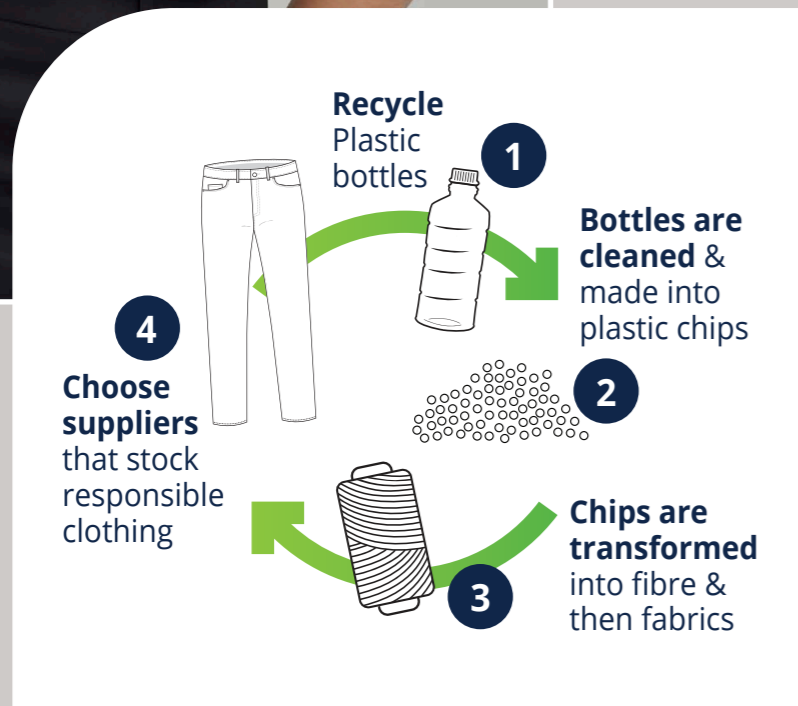 Recycle
Plastic
bottles
1
Bottles are
cleaned &
made into
plastic chips
2
Chips are
transformed
into fibre &
then fabrics
3
4
Choose
suppliers
that stock
responsible
clothing